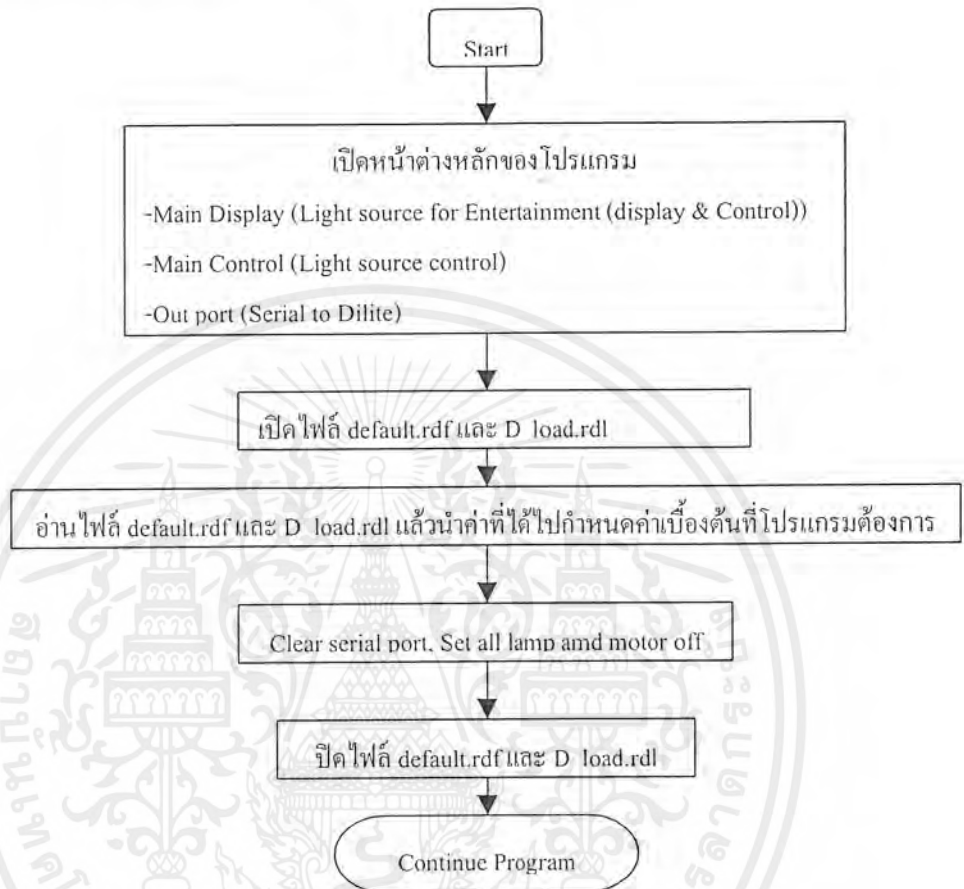 Start
เปิดหน้าต่างหลักของโปรแกรม
-Main Display (Light source for Entertainment (display & Control))
-Main Control (Light source control)
-Out port (Serial to Dilite)
เปิดไฟล์ default.rdf และ D load.rdl
อ่านไฟล์ default.rdf และ D load.rdl แล้วนำค่าที่ได้ไปกำหนดค่าเบื้องต้นที่โปรแกรมต้องการ
Clear serial port, Set all lamp amd motor off
ปิดไฟล์ default.rdf และ D load.rdl
Continue Program